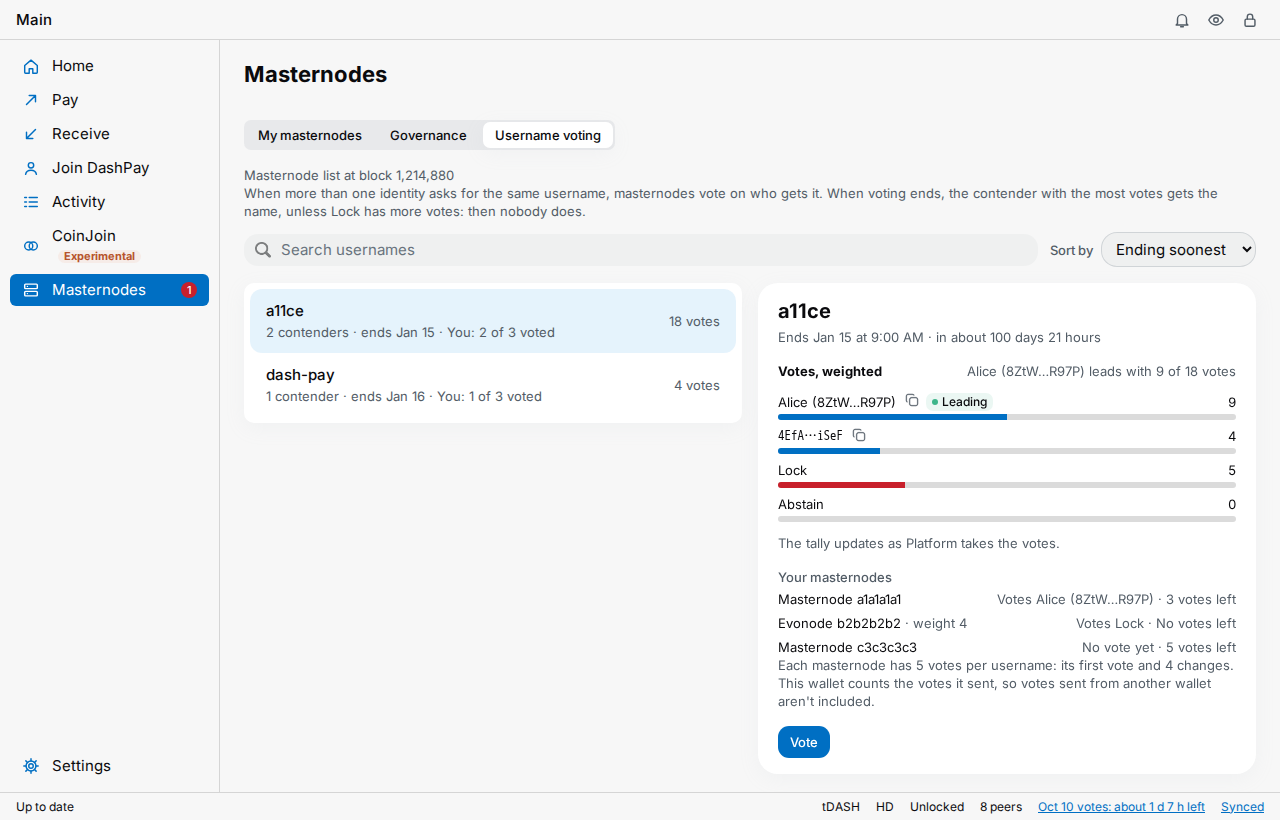 Main
Home
Pay
Receive
Join DashPay
Activity
CoinJoin
Experimental
Masternodes 1
Settings
Masternodes
My masternodes Governance Username voting
Masternode list at block 1,214,880
When more than one identity asks for the same username, masternodes vote on who gets it. When voting ends, the contender with the most votes gets the
name, unless Lock has more votes: then nobody does.
Search usernames Sort by Ending soonest
a11ce
2 contenders · ends Jan 15 · You: 2 of 3 voted 18 votes
dash-pay
1 contender · ends Jan 16 · You: 1 of 3 voted 4 votes
a11ce
Ends Jan 15 at 9:00 AM · in about 100 days 21 hours
Votes, weighted Alice (8ZtW…R97P) leads with 9 of 18 votes
Alice (8ZtW…R97P) Leading 9
4EfA…iSeF 4
Lock 5
Abstain 0
The tally updates as Platform takes the votes.
Your masternodes
Masternode a1a1a1a1 Votes Alice (8ZtW…R97P) · 3 votes left
Evonode b2b2b2b2 · weight 4 Votes Lock · No votes left
Masternode c3c3c3c3 No vote yet · 5 votes left
Each masternode has 5 votes per username: its first vote and 4 changes.
This wallet counts the votes it sent, so votes sent from another wallet
aren't included.
Vote
Up to date tDASH HD Unlocked 8 peers Oct 10 votes: about 1 d 7 h left Synced